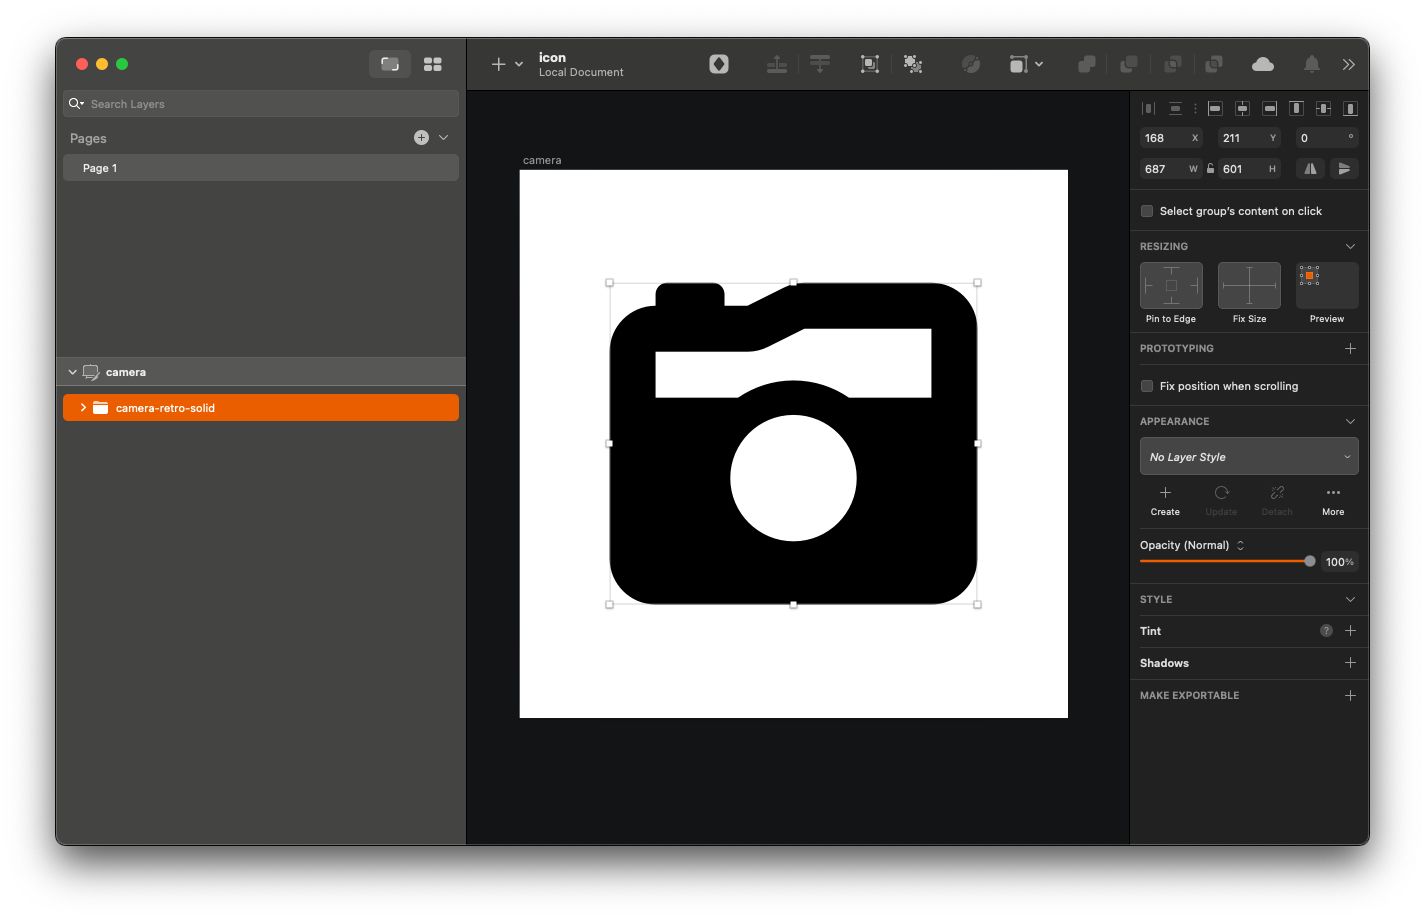 icon
Local Document
Search Layers
Pages
Page 1
camera
camera-retro-solid
camera
168 X 211 Y 0 °
687 W 601 H
Select group's content on click
RESIZING
Pin to Edge Fix Size Preview
PROTOTYPING
Fix position when scrolling
APPEARANCE
No Layer Style
Create Update Detach More
Opacity (Normal)
100%
STYLE
Tint ?
Shadows
MAKE EXPORTABLE